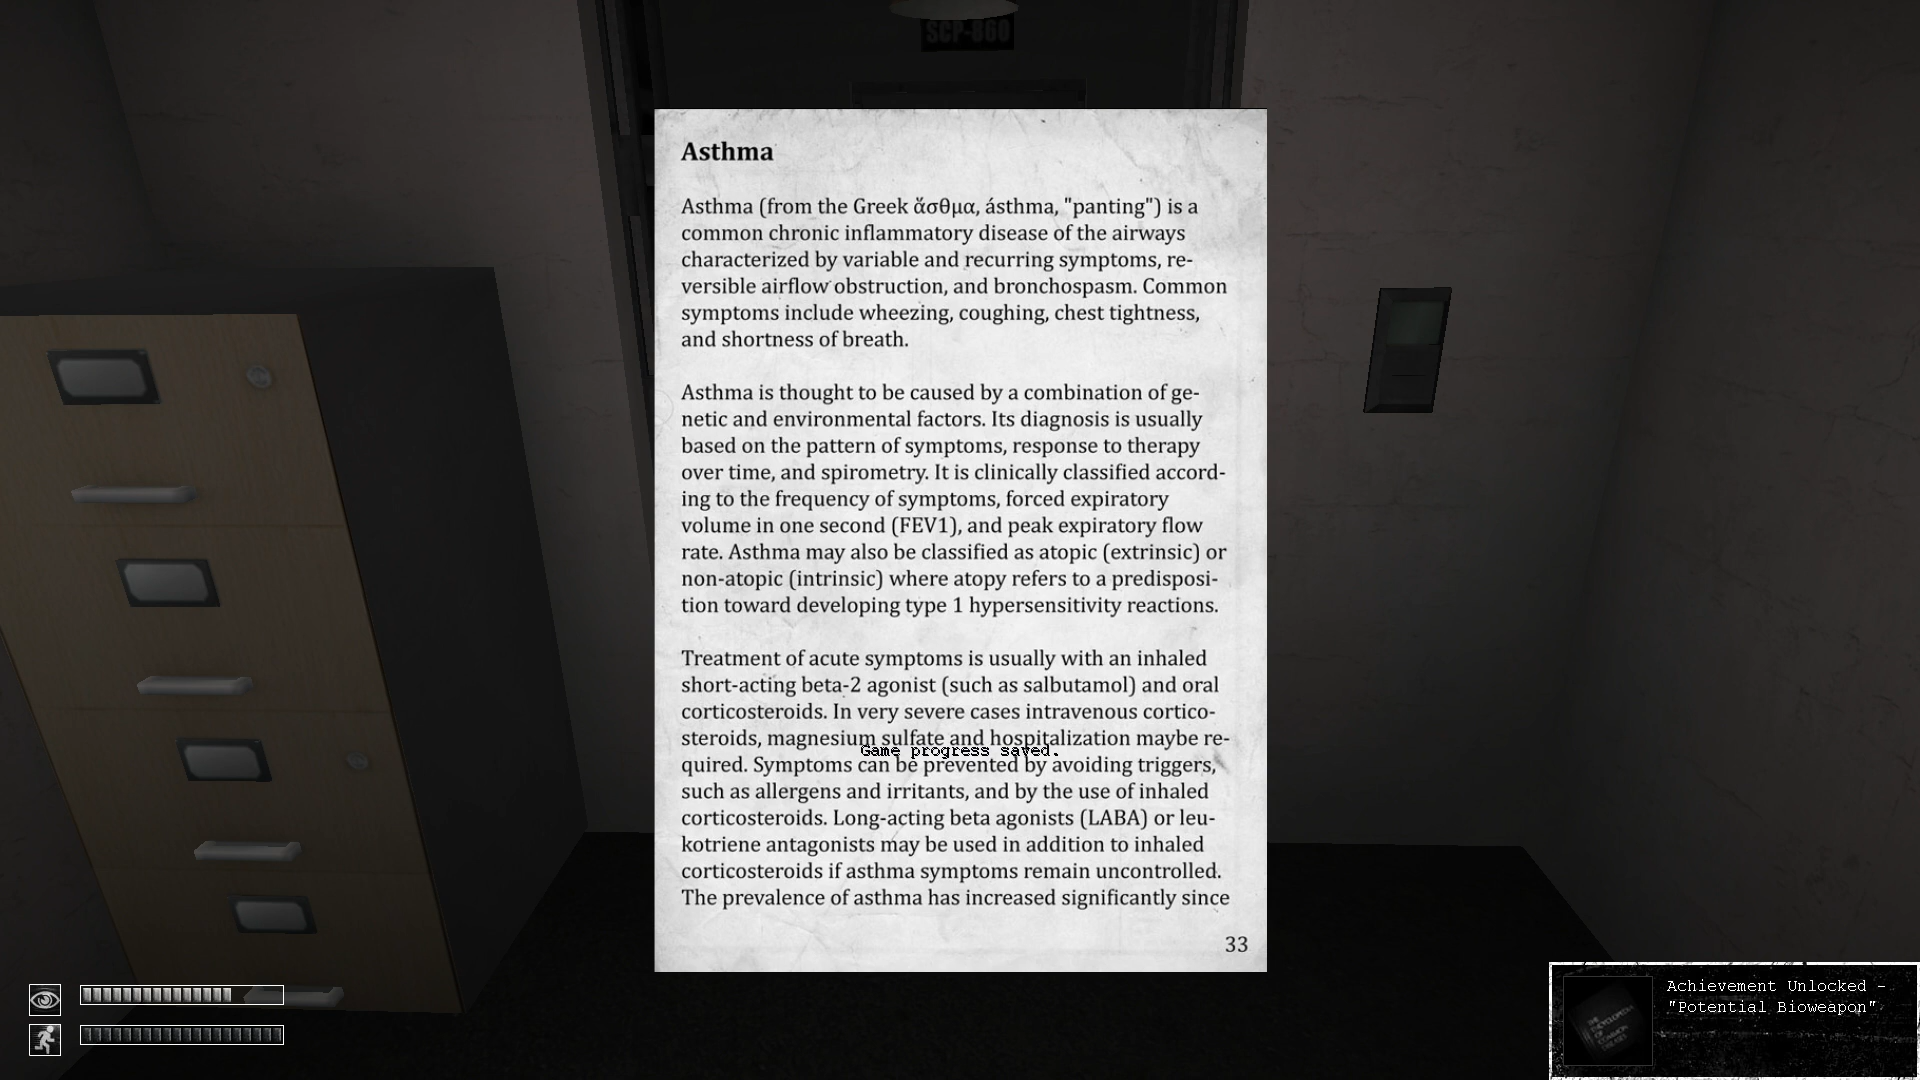 SCP-860
Asthma
Asthma (from the Greek ἄσθμα, ásthma, "panting") is a
common chronic inflammatory disease of the airways
characterized by variable and recurring symptoms, re-
versible airflow obstruction, and bronchospasm. Common
symptoms include wheezing, coughing, chest tightness,
and shortness of breath.
Asthma is thought to be caused by a combination of ge-
netic and environmental factors. Its diagnosis is usually
based on the pattern of symptoms, response to therapy
over time, and spirometry. It is clinically classified accord-
ing to the frequency of symptoms, forced expiratory
volume in one second (FEV1), and peak expiratory flow
rate. Asthma may also be classified as atopic (extrinsic) or
non-atopic (intrinsic) where atopy refers to a predisposi-
tion toward developing type 1 hypersensitivity reactions.
Treatment of acute symptoms is usually with an inhaled
short-acting beta-2 agonist (such as salbutamol) and oral
corticosteroids. In very severe cases intravenous cortico-
steroids, magnesium sulfate and hospitalization maybe re-
Game progress saved.
quired. Symptoms can be prevented by avoiding triggers,
such as allergens and irritants, and by the use of inhaled
corticosteroids. Long-acting beta agonists (LABA) or leu-
kotriene antagonists may be used in addition to inhaled
corticosteroids if asthma symptoms remain uncontrolled.
The prevalence of asthma has increased significantly since
33
Achievement Unlocked -
"Potential Bioweapon"
THE
ENCYCLOPEDIA
OF
COMMON
DISEASES